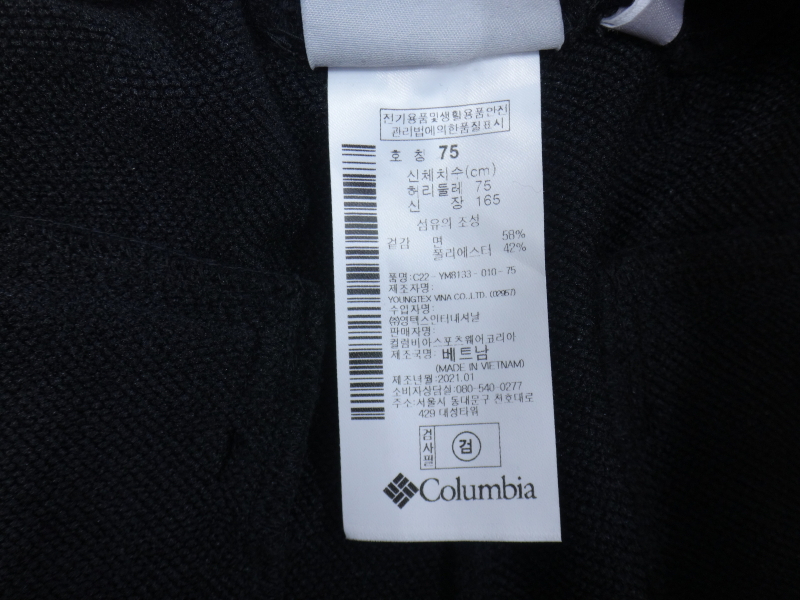 전기용품및생활용품안전
관리법에의한품질표시
호 칭 75
신체치수(cm)
허리둘레 75
신 장 165
섬유의 조성
겉감 면 58%
폴리에스터 42%
품명:C22-YM8133-010-75
제조자명:
YOUNGTEX VINA CO.,LTD. (02957)
수입자명:
㈜영텍스인터내셔날
판매자명:
컬럼비아스포츠웨어코리아
제조국명: 베트남
(MADE IN VIETNAM)
제조년월:2021.01
소비자상담실:080-540-0277
주소:서울시 동대문구 천호대로
429 대성타워
검사필 검
Columbia